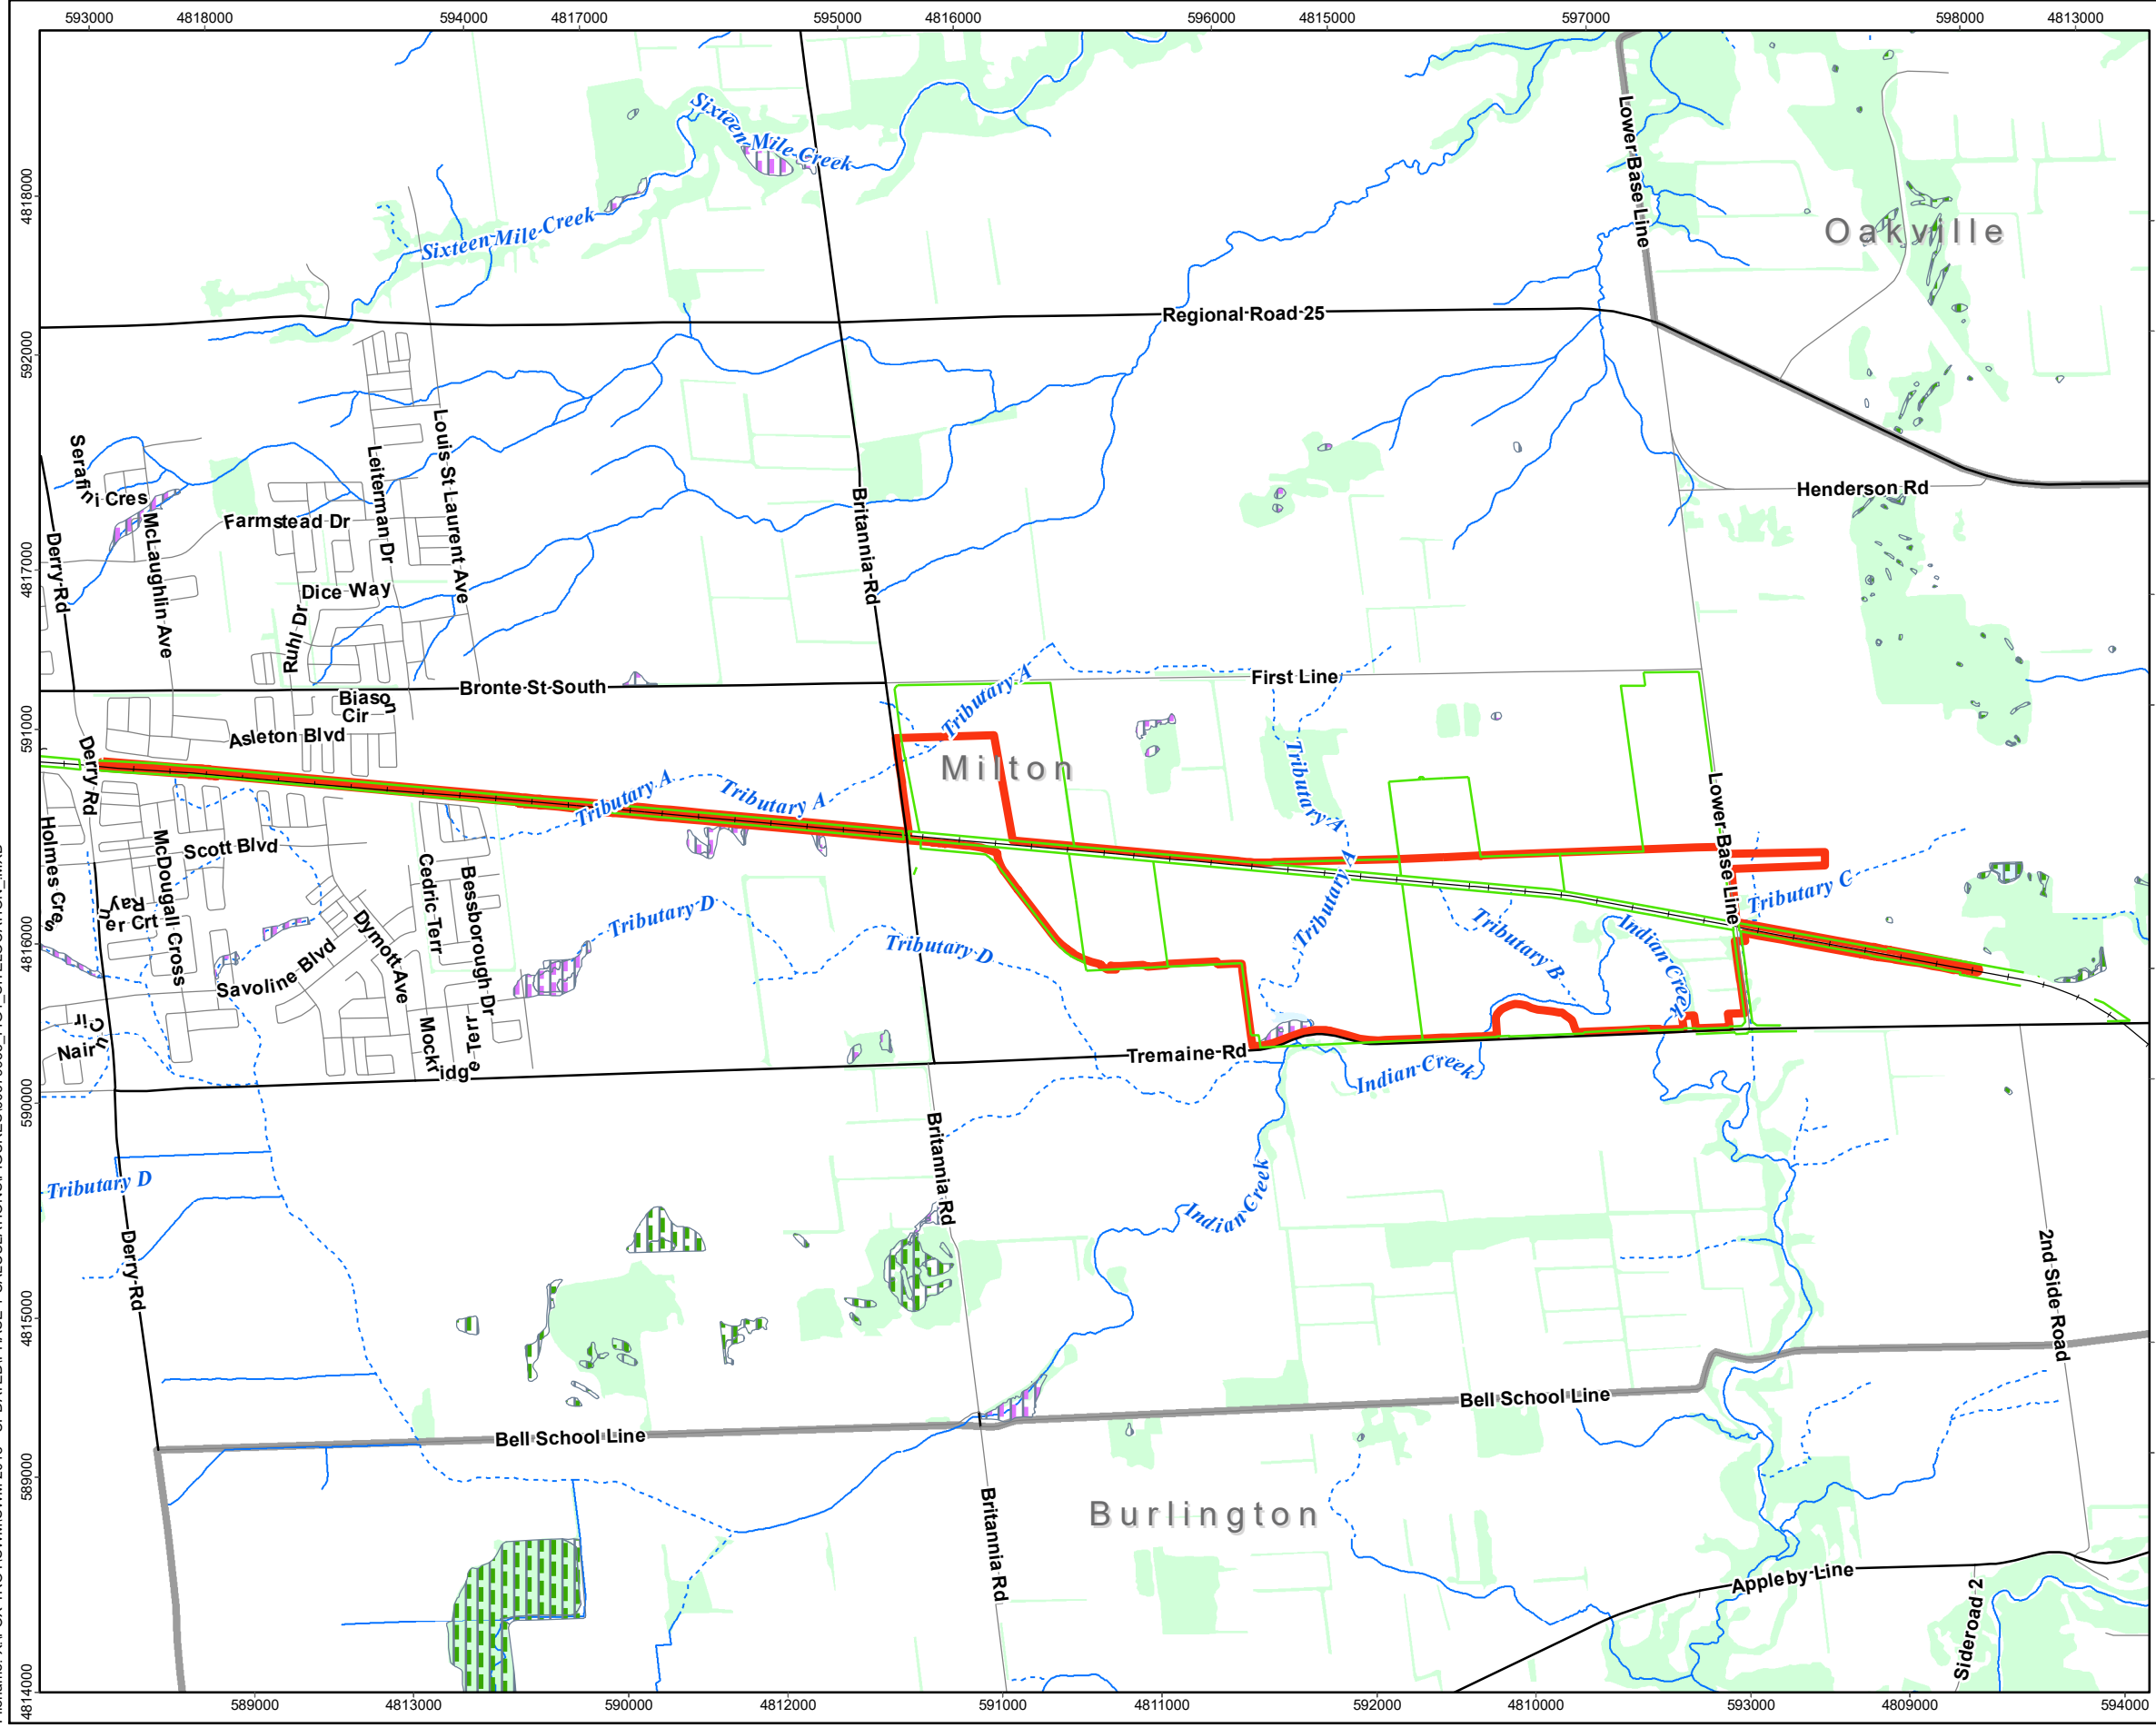 593000 4818000 594000 4817000 595000 4816000 596000 4815000 597000 598000 4813000
Sixteen Mile Creek
Lower Base Line
4818000
Sixteen Mile Creek
Oakville
Regional Road 25
592000
Louis St Laurent Ave
Serafini Cres
Leiterman Dr
Britannia Rd
Henderson Rd
McLaughlin Ave
Farmstead Dr
Derry Rd
4817000
Dice Way
Ruhl Dr
Tributary A
First Line
Bronte St South
Biason
Cir
591000
Asleton Blvd
Derry Rd
Milton
Tributary A
Tributary A
Tributary A
Lower Base Line
Holmes Cres
McDougall Cross
Scott Blvd
Cedric Terr
Bessborough Dr
Tributary A
Tributary C
Rayner Crt
Dymott Ave
Tributary D
Tributary D
Tributary B
Indian Creek
4816000
Savoline Blvd
Nairn Cir
Mockridge Terr
Tremaine Rd
Indian Creek
590000
Britannia Rd
Tributary D
Indian Creek
Derry Rd
2nd Side Road
4815000
Bell School Line
Bell School Line
589000
Britannia Rd
Burlington
Appleby Line
Sideroad 2
4814000
589000 4813000 590000 4812000 591000 4811000 592000 4810000 593000 4809000 594000